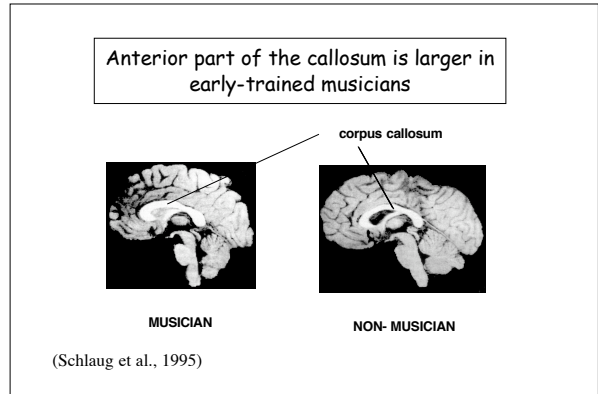 Anterior part of the callosum is larger in
early-trained musicians
corpus callosum
MUSICIAN
NON- MUSICIAN
(Schlaug et al., 1995)